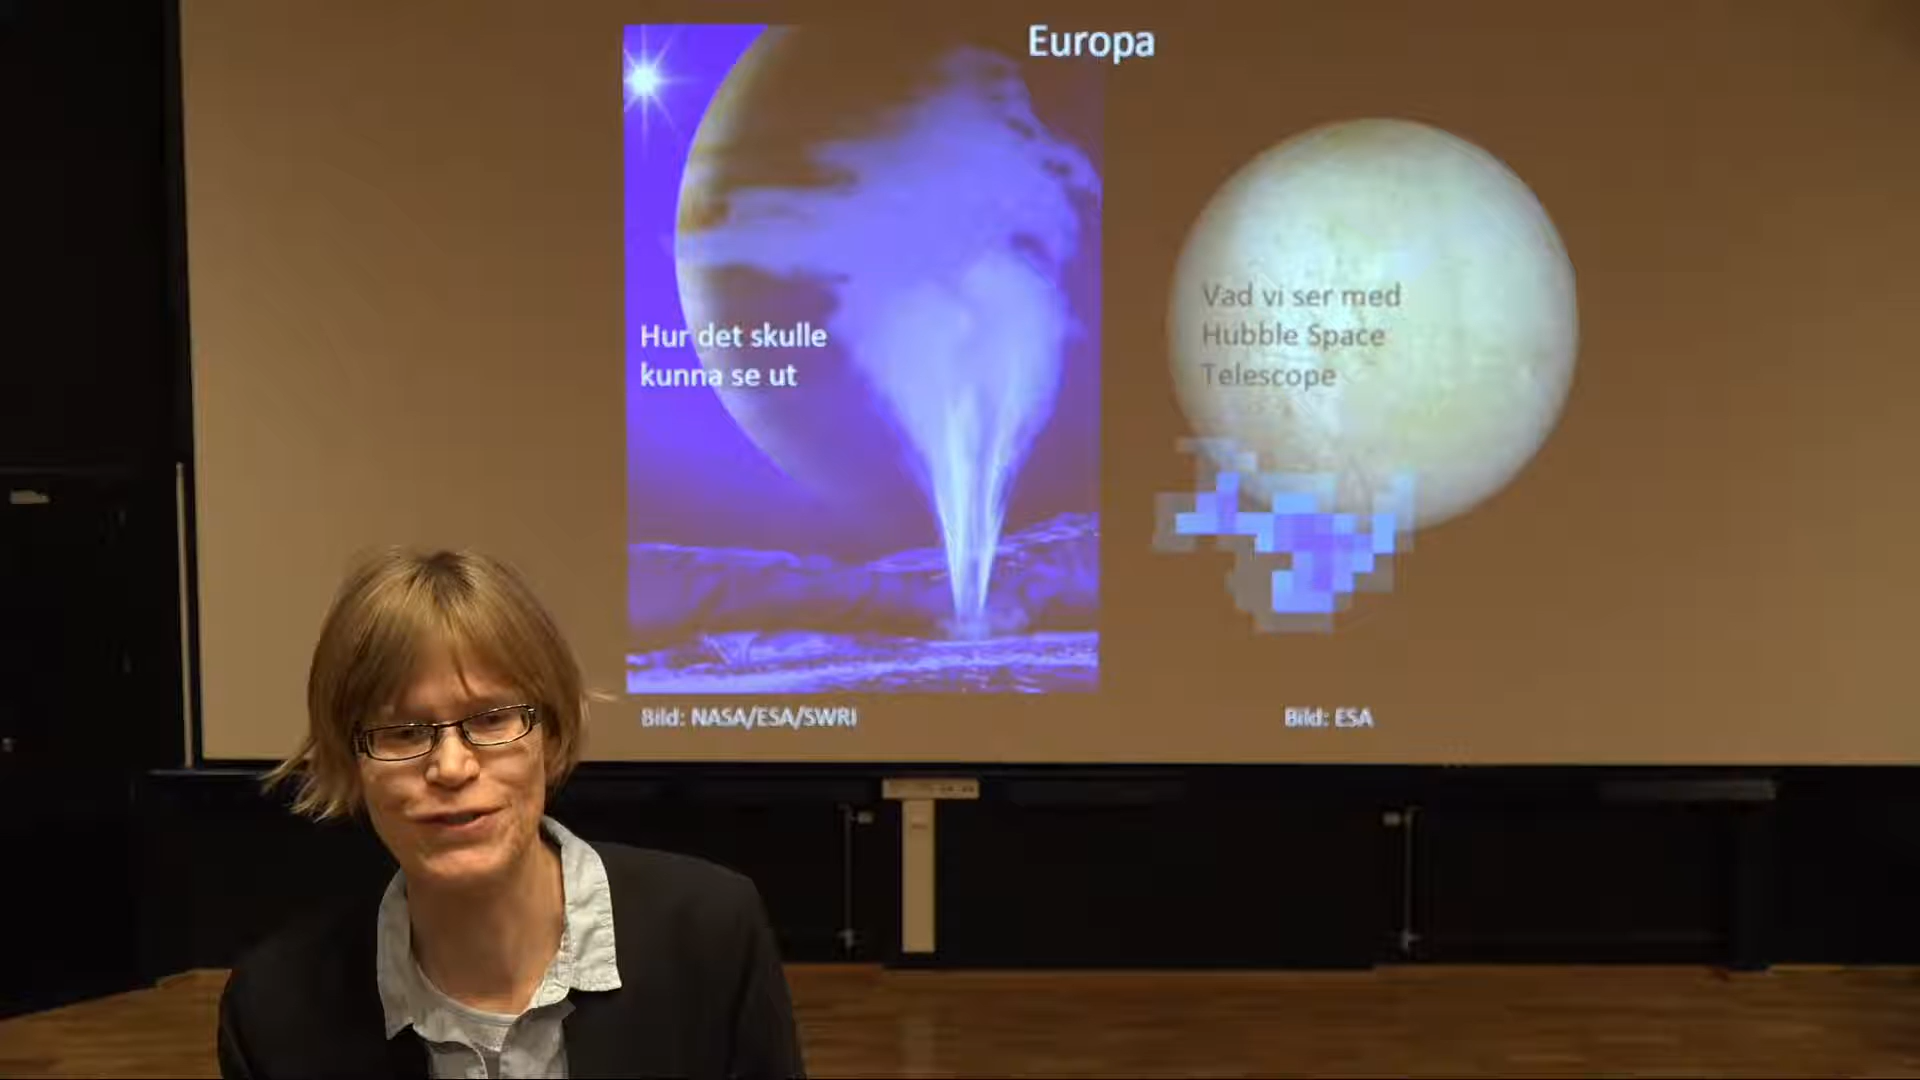 Europa
Hur det skulle
kunna se ut
Vad vi ser med
Hubble Space
Telescope
Bild: NASA/ESA/SWRI
Bild: ESA